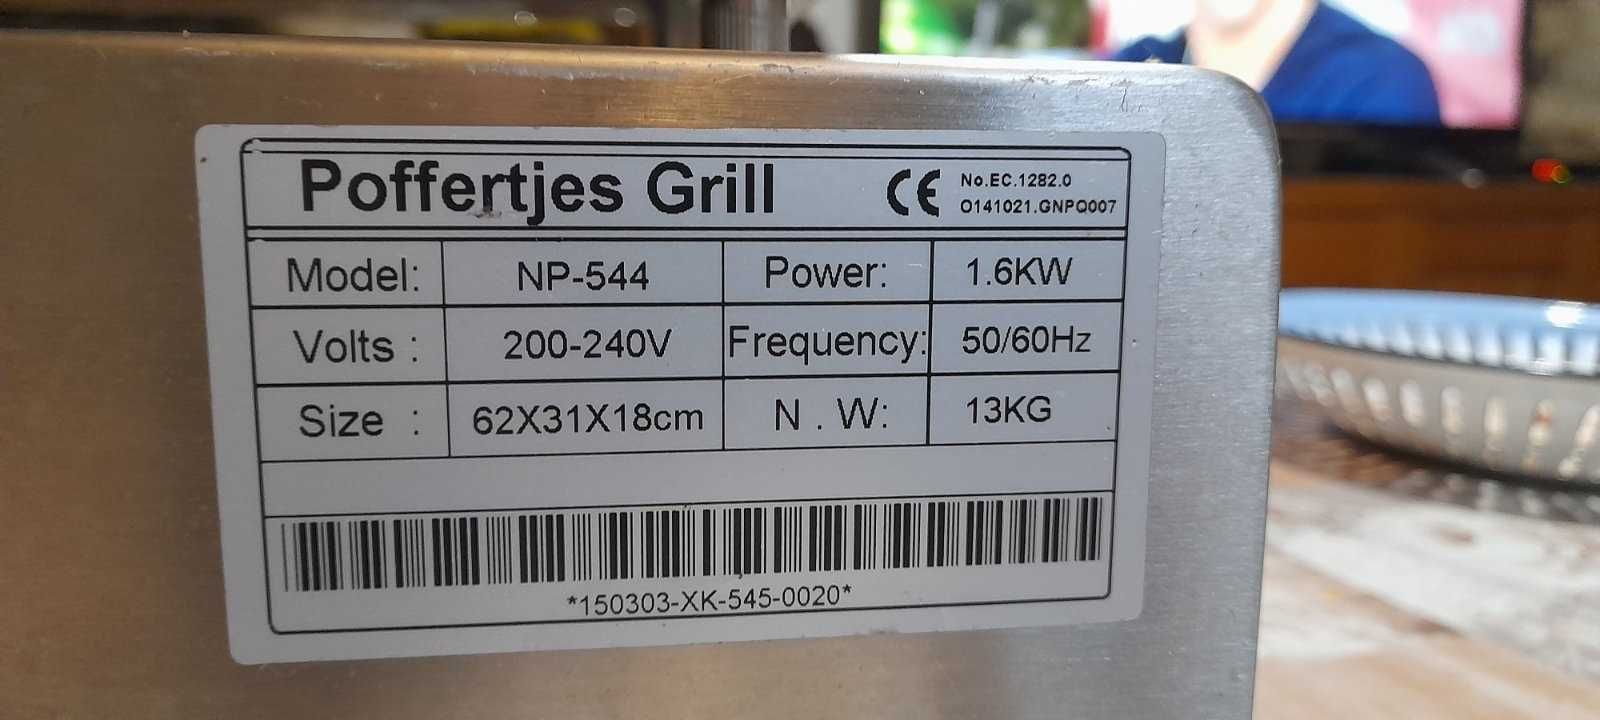 Poffertjes Grill
CE No.EC.1282.0
O141021.GNPQ007
Model: NP-544 Power: 1.6KW
Volts : 200-240V Frequency: 50/60Hz
Size : 62X31X18cm N . W: 13KG
*150303-XK-545-0020*